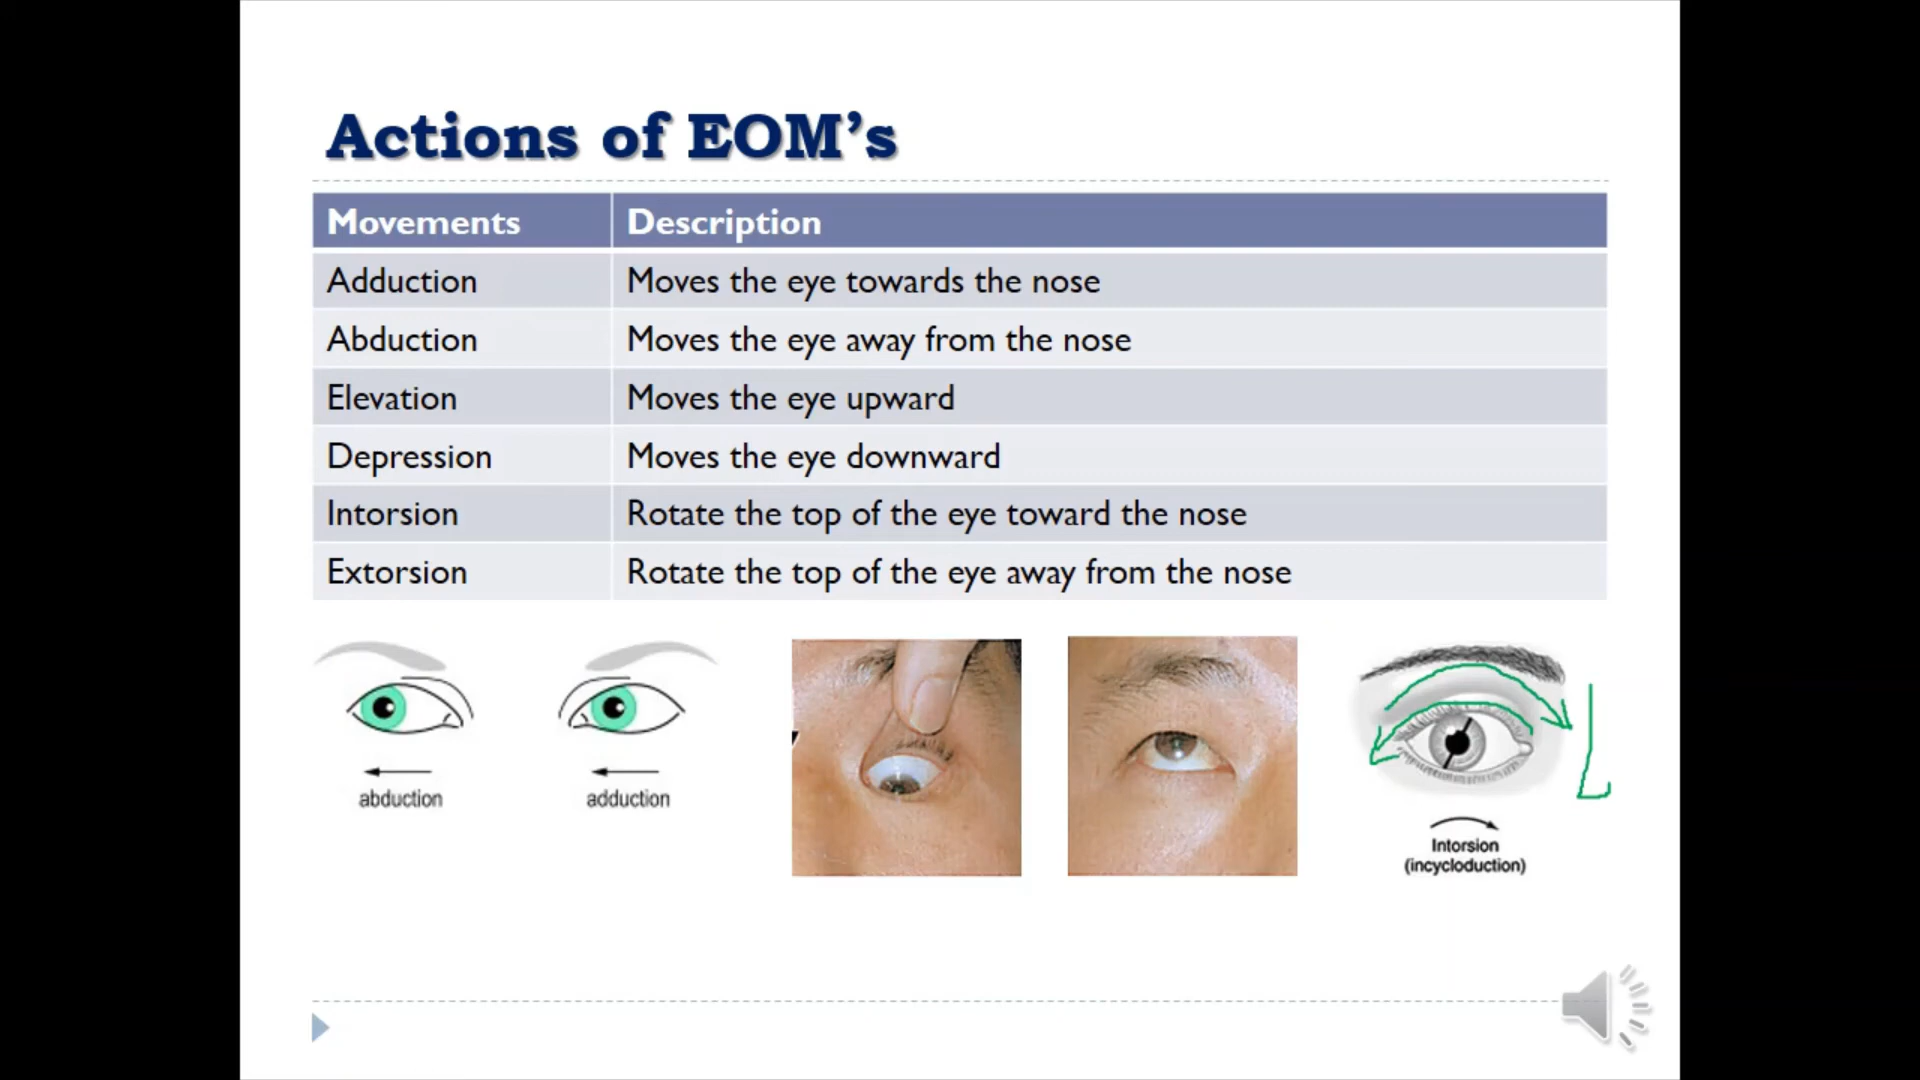 Actions of EOM's
Movements Description
Adduction Moves the eye towards the nose
Abduction Moves the eye away from the nose
Elevation Moves the eye upward
Depression Moves the eye downward
Intorsion Rotate the top of the eye toward the nose
Extorsion Rotate the top of the eye away from the nose
abduction adduction
Intorsion
(incycloduction)